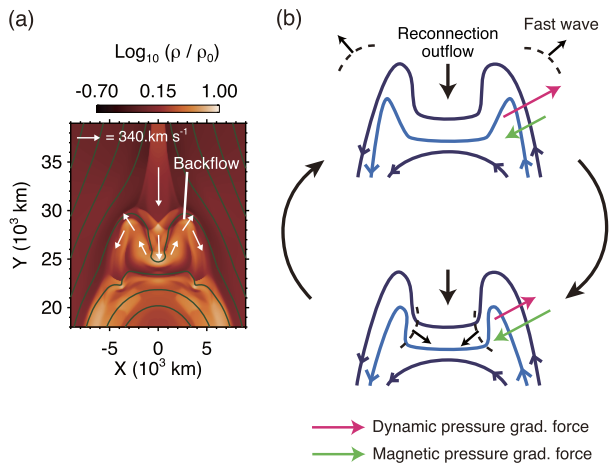 (a)
Log₁₀ (ρ / ρ₀)
-0.70 0.15 1.00
= 340.km s⁻¹
Backflow
Y (10³ km)
35
30
25
20
-5 0 5
X (10³ km)
(b)
Reconnection
outflow
Fast wave
Dynamic pressure grad. force
Magnetic pressure grad. force